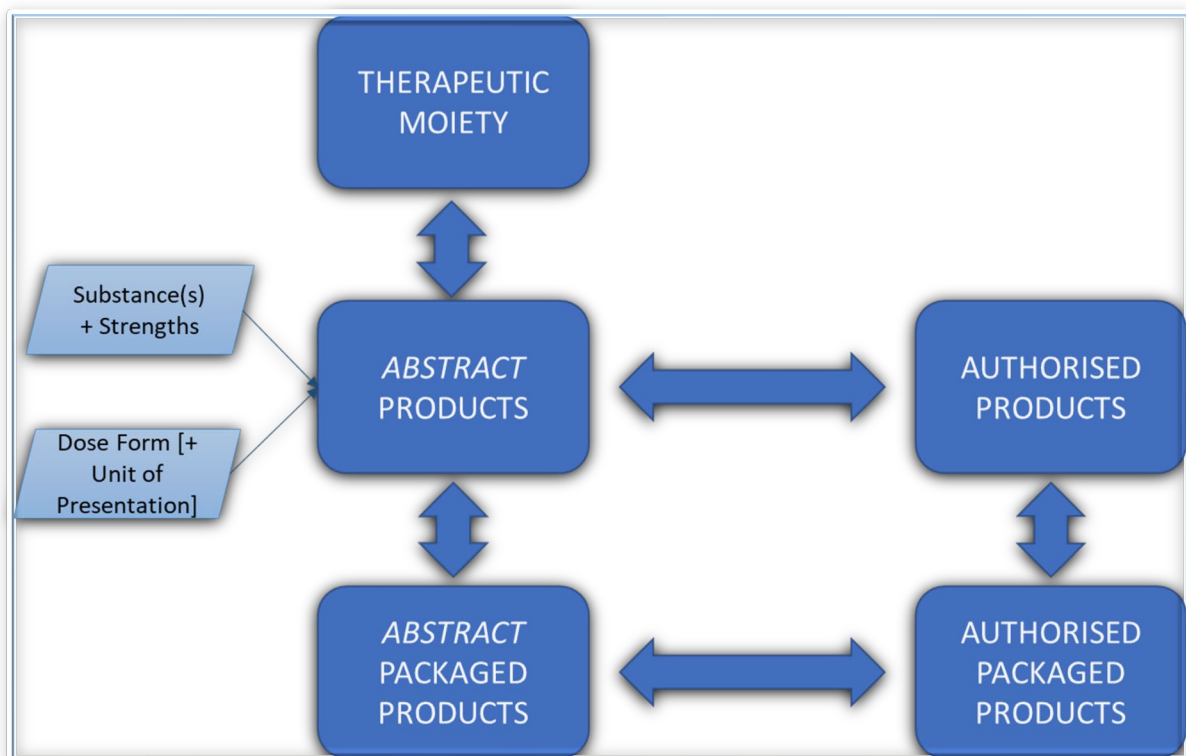 THERAPEUTIC
MOIETY
Substance(s)
+ Strengths
ABSTRACT
PRODUCTS
AUTHORISED
PRODUCTS
Dose Form [+
Unit of
Presentation]
ABSTRACT
PACKAGED
PRODUCTS
AUTHORISED
PACKAGED
PRODUCTS